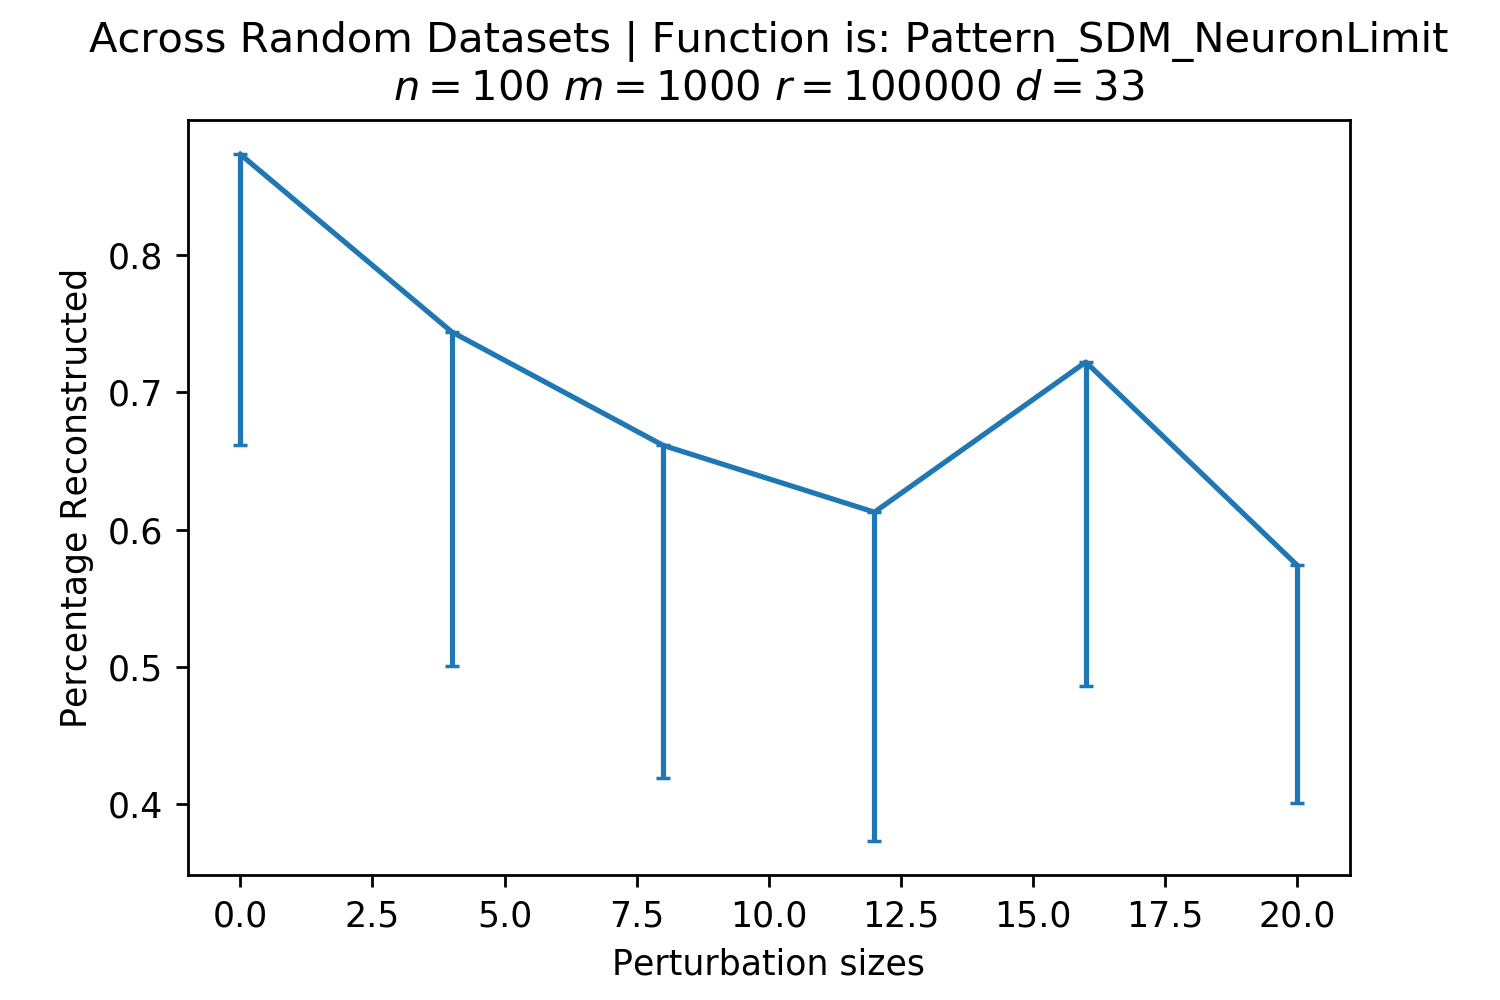 Across Random Datasets | Function is: Pattern_SDM_NeuronLimit
n = 100 m = 1000 r = 100000 d = 33
Percentage Reconstructed
0.8
0.7
0.6
0.5
0.4
0.0 2.5 5.0 7.5 10.0 12.5 15.0 17.5 20.0
Perturbation sizes